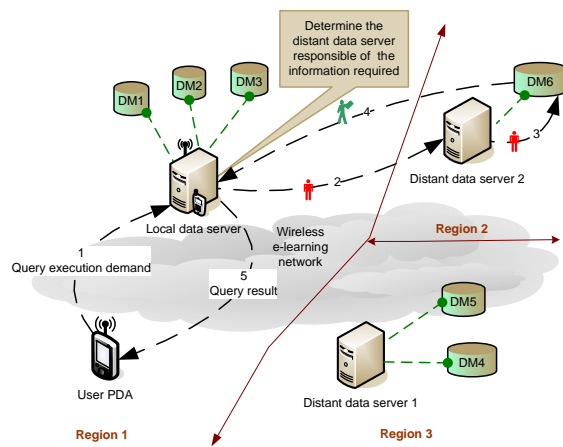 Determine the
distant data server
responsible of the
information required
DM1
DM2
DM3
DM6
4
3
2
Distant data server 2
Local data server
Wireless
e-learning
network
Region 2
1
Query execution demand
5
Query result
DM5
DM4
User PDA
Distant data server 1
Region 1
Region 3